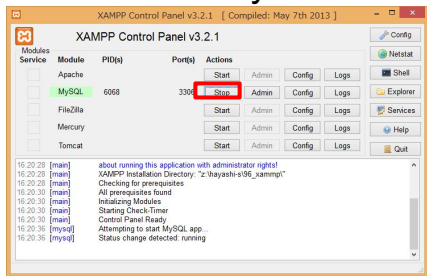 XAMPP Control Panel v3.2.1 [ Compiled: May 7th 2013 ]
XAMPP Control Panel v3.2.1
Config
Modules
Service Module PID(s) Port(s) Actions
Netstat
Apache Start Admin Config Logs
Shell
MySQL 6068 3306 Stop Admin Config Logs
Explorer
FileZilla Start Admin Config Logs
Services
Mercury Start Admin Config Logs
Help
Tomcat Start Admin Config Logs
Quit
16:20:28 [main] about running this application with administrator rights!
16:20:28 [main] XAMPP Installation Directory: "z:\hayashi-s\96_xammp\"
16:20:28 [main] Checking for prerequisites
16:20:30 [main] All prerequisites found
16:20:30 [main] Initializing Modules
16:20:30 [main] Starting Check-Timer
16:20:30 [main] Control Panel Ready
16:20:36 [mysql] Attempting to start MySQL app...
16:20:36 [mysql] Status change detected: running